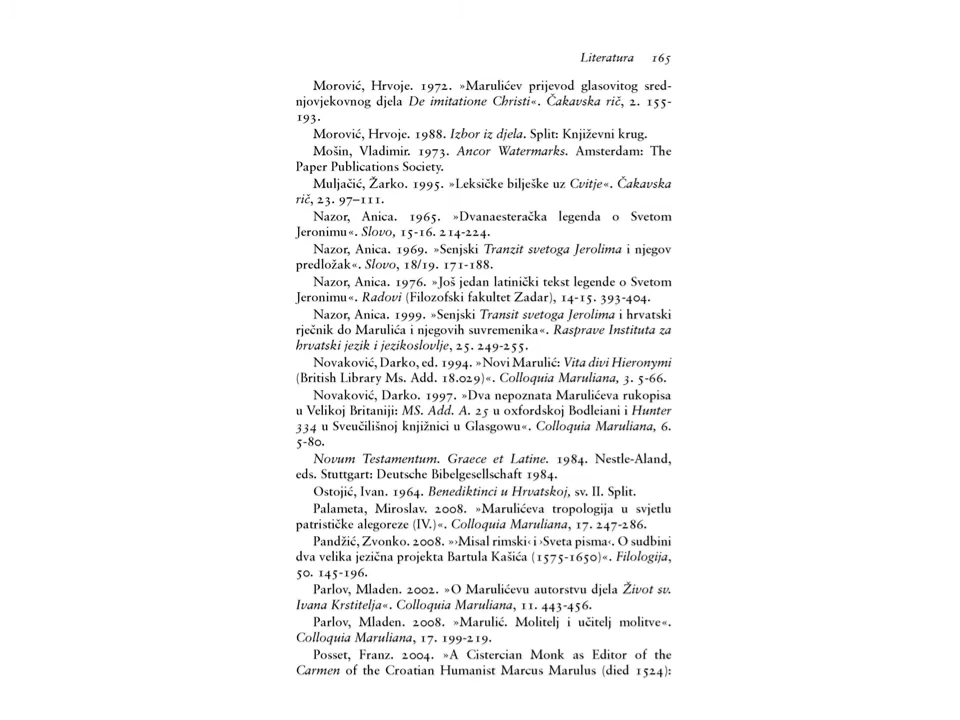 Literatura 165
Morović, Hrvoje. 1972. »Marulićev prijevod glasovitog sred-
njovjekovnog djela De imitatione Christi«. Čakavska rič, 2. 155-
193.
Morović, Hrvoje. 1988. Izbor iz djela. Split: Književni krug.
Mošin, Vladimir. 1973. Ancor Watermarks. Amsterdam: The
Paper Publications Society.
Muljačić, Žarko. 1995. »Leksičke bilješke uz Cvitje«. Čakavska
rič, 23. 97–111.
Nazor, Anica. 1965. »Dvanaesteračka legenda o Svetom
Jeronimu«. Slovo, 15-16. 214-224.
Nazor, Anica. 1969. »Senjski Tranzit svetoga Jerolima i njegov
predložak«. Slovo, 18/19. 171-188.
Nazor, Anica. 1976. »Još jedan latinički tekst legende o Svetom
Jeronimu«. Radovi (Filozofski fakultet Zadar), 14-15. 393-404.
Nazor, Anica. 1999. »Senjski Transit svetoga Jerolima i hrvatski
rječnik do Marulića i njegovih suvremenika«. Rasprave Instituta za
hrvatski jezik i jezikoslovlje, 25. 249-255.
Novaković, Darko, ed. 1994. »Novi Marulić: Vita divi Hieronymi
(British Library Ms. Add. 18.029)«. Colloquia Maruliana, 3. 5-66.
Novaković, Darko. 1997. »Dva nepoznata Marulićeva rukopisa
u Velikoj Britaniji: MS. Add. A. 25 u oxfordskoj Bodleiani i Hunter
334 u Sveučilišnoj knjižnici u Glasgowu«. Colloquia Maruliana, 6.
5-80.
Novum Testamentum. Graece et Latine. 1984. Nestle-Aland,
eds. Stuttgart: Deutsche Bibelgesellschaft 1984.
Ostojić, Ivan. 1964. Benediktinci u Hrvatskoj, sv. II. Split.
Palameta, Miroslav. 2008. »Marulićeva tropologija u svjetlu
patrističke alegoreze (IV.)«. Colloquia Maruliana, 17. 247-286.
Pandžić, Zvonko. 2008. »›Misal rimski‹ i ›Sveta pisma‹. O sudbini
dva velika jezična projekta Bartula Kašića (1575-1650)«. Filologija,
50. 145-196.
Parlov, Mladen. 2002. »O Marulićevu autorstvu djela Život sv.
Ivana Krstitelja«. Colloquia Maruliana, 11. 443-456.
Parlov, Mladen. 2008. »Marulić. Molitelj i učitelj molitve«.
Colloquia Maruliana, 17. 199-219.
Posset, Franz. 2004. »A Cistercian Monk as Editor of the
Carmen of the Croatian Humanist Marcus Marulus (died 1524):